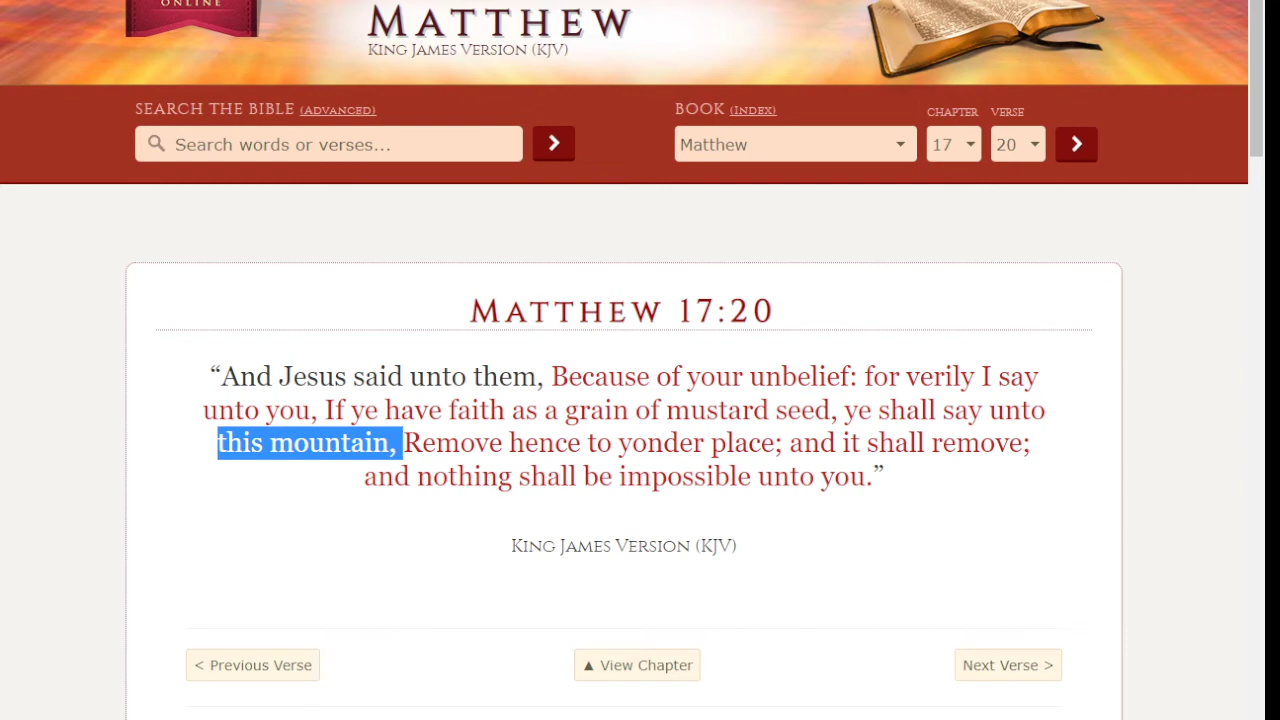 ONLINE
MATTHEW
KING JAMES VERSION (KJV)
SEARCH THE BIBLE (ADVANCED)
BOOK (INDEX)
CHAPTER VERSE
Search words or verses...
Matthew
17
20
MATTHEW 17:20
“And Jesus said unto them, Because of your unbelief: for verily I say
unto you, If ye have faith as a grain of mustard seed, ye shall say unto
this mountain, Remove hence to yonder place; and it shall remove;
and nothing shall be impossible unto you.”
KING JAMES VERSION (KJV)
< Previous Verse
▲ View Chapter
Next Verse >